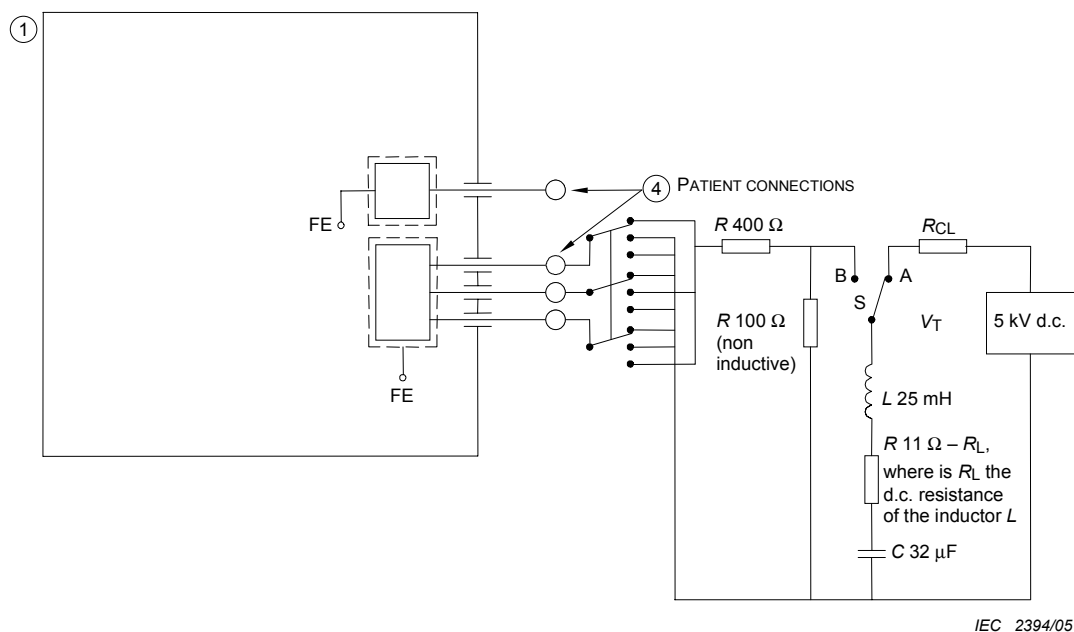 1
FE
FE
4 PATIENT CONNECTIONS
R 400 Ω
R 100 Ω
(non
inductive)
B
S
A
RCL
VT
5 kV d.c.
L 25 mH
R 11 Ω – RL,
where is RL the
d.c. resistance
of the inductor L
C 32 μF
IEC 2394/05